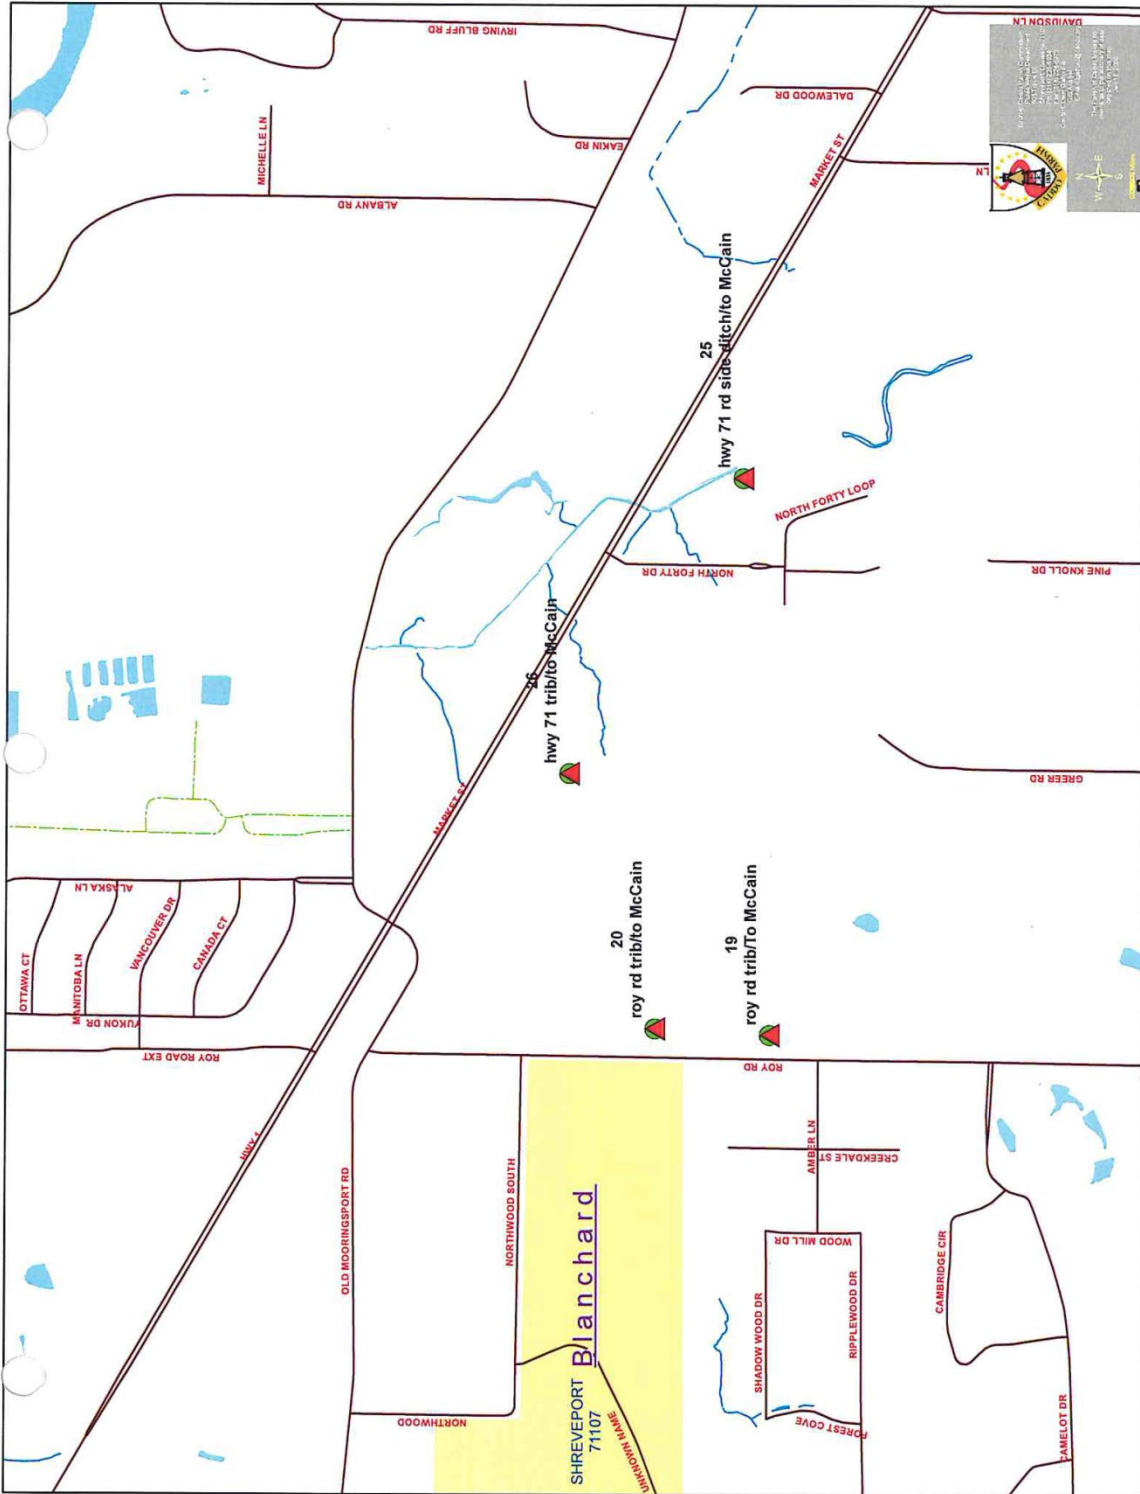 IRVING BLUFF RD
MICHELLE LN
ALBANY RD
EAKIN RD
DALEWOOD DR
DAVIDSON LN
MARKET ST
LN
CADDO PARISH
N
W
E
S
25
hwy 71 rd side ditch/to McCain
NORTH FORTY LOOP
NORTH FORTY DR
PINE KNOLL DR
26
hwy 71 trib/to McCain
MARKET ST
GREER RD
ALASKA LN
OTTAWA CT
MANITOBA LN
VANCOUVER DR
CANADA CT
YUKON DR
ROY ROAD EXT
20
roy rd trib/to McCain
19
roy rd trib/To McCain
ROY RD
HWY 1
OLD MOORINGSPORT RD
NORTHWOOD SOUTH
NORTHWOOD
SHREVEPORT
71107
Blanchard
UNKNOWN NAME
AMBER LN
CREEKDALE ST
WOOD MILL DR
SHADOW WOOD DR
RIPPLEWOOD DR
FOREST COVE
CAMBRIDGE CIR
CAMELOT DR